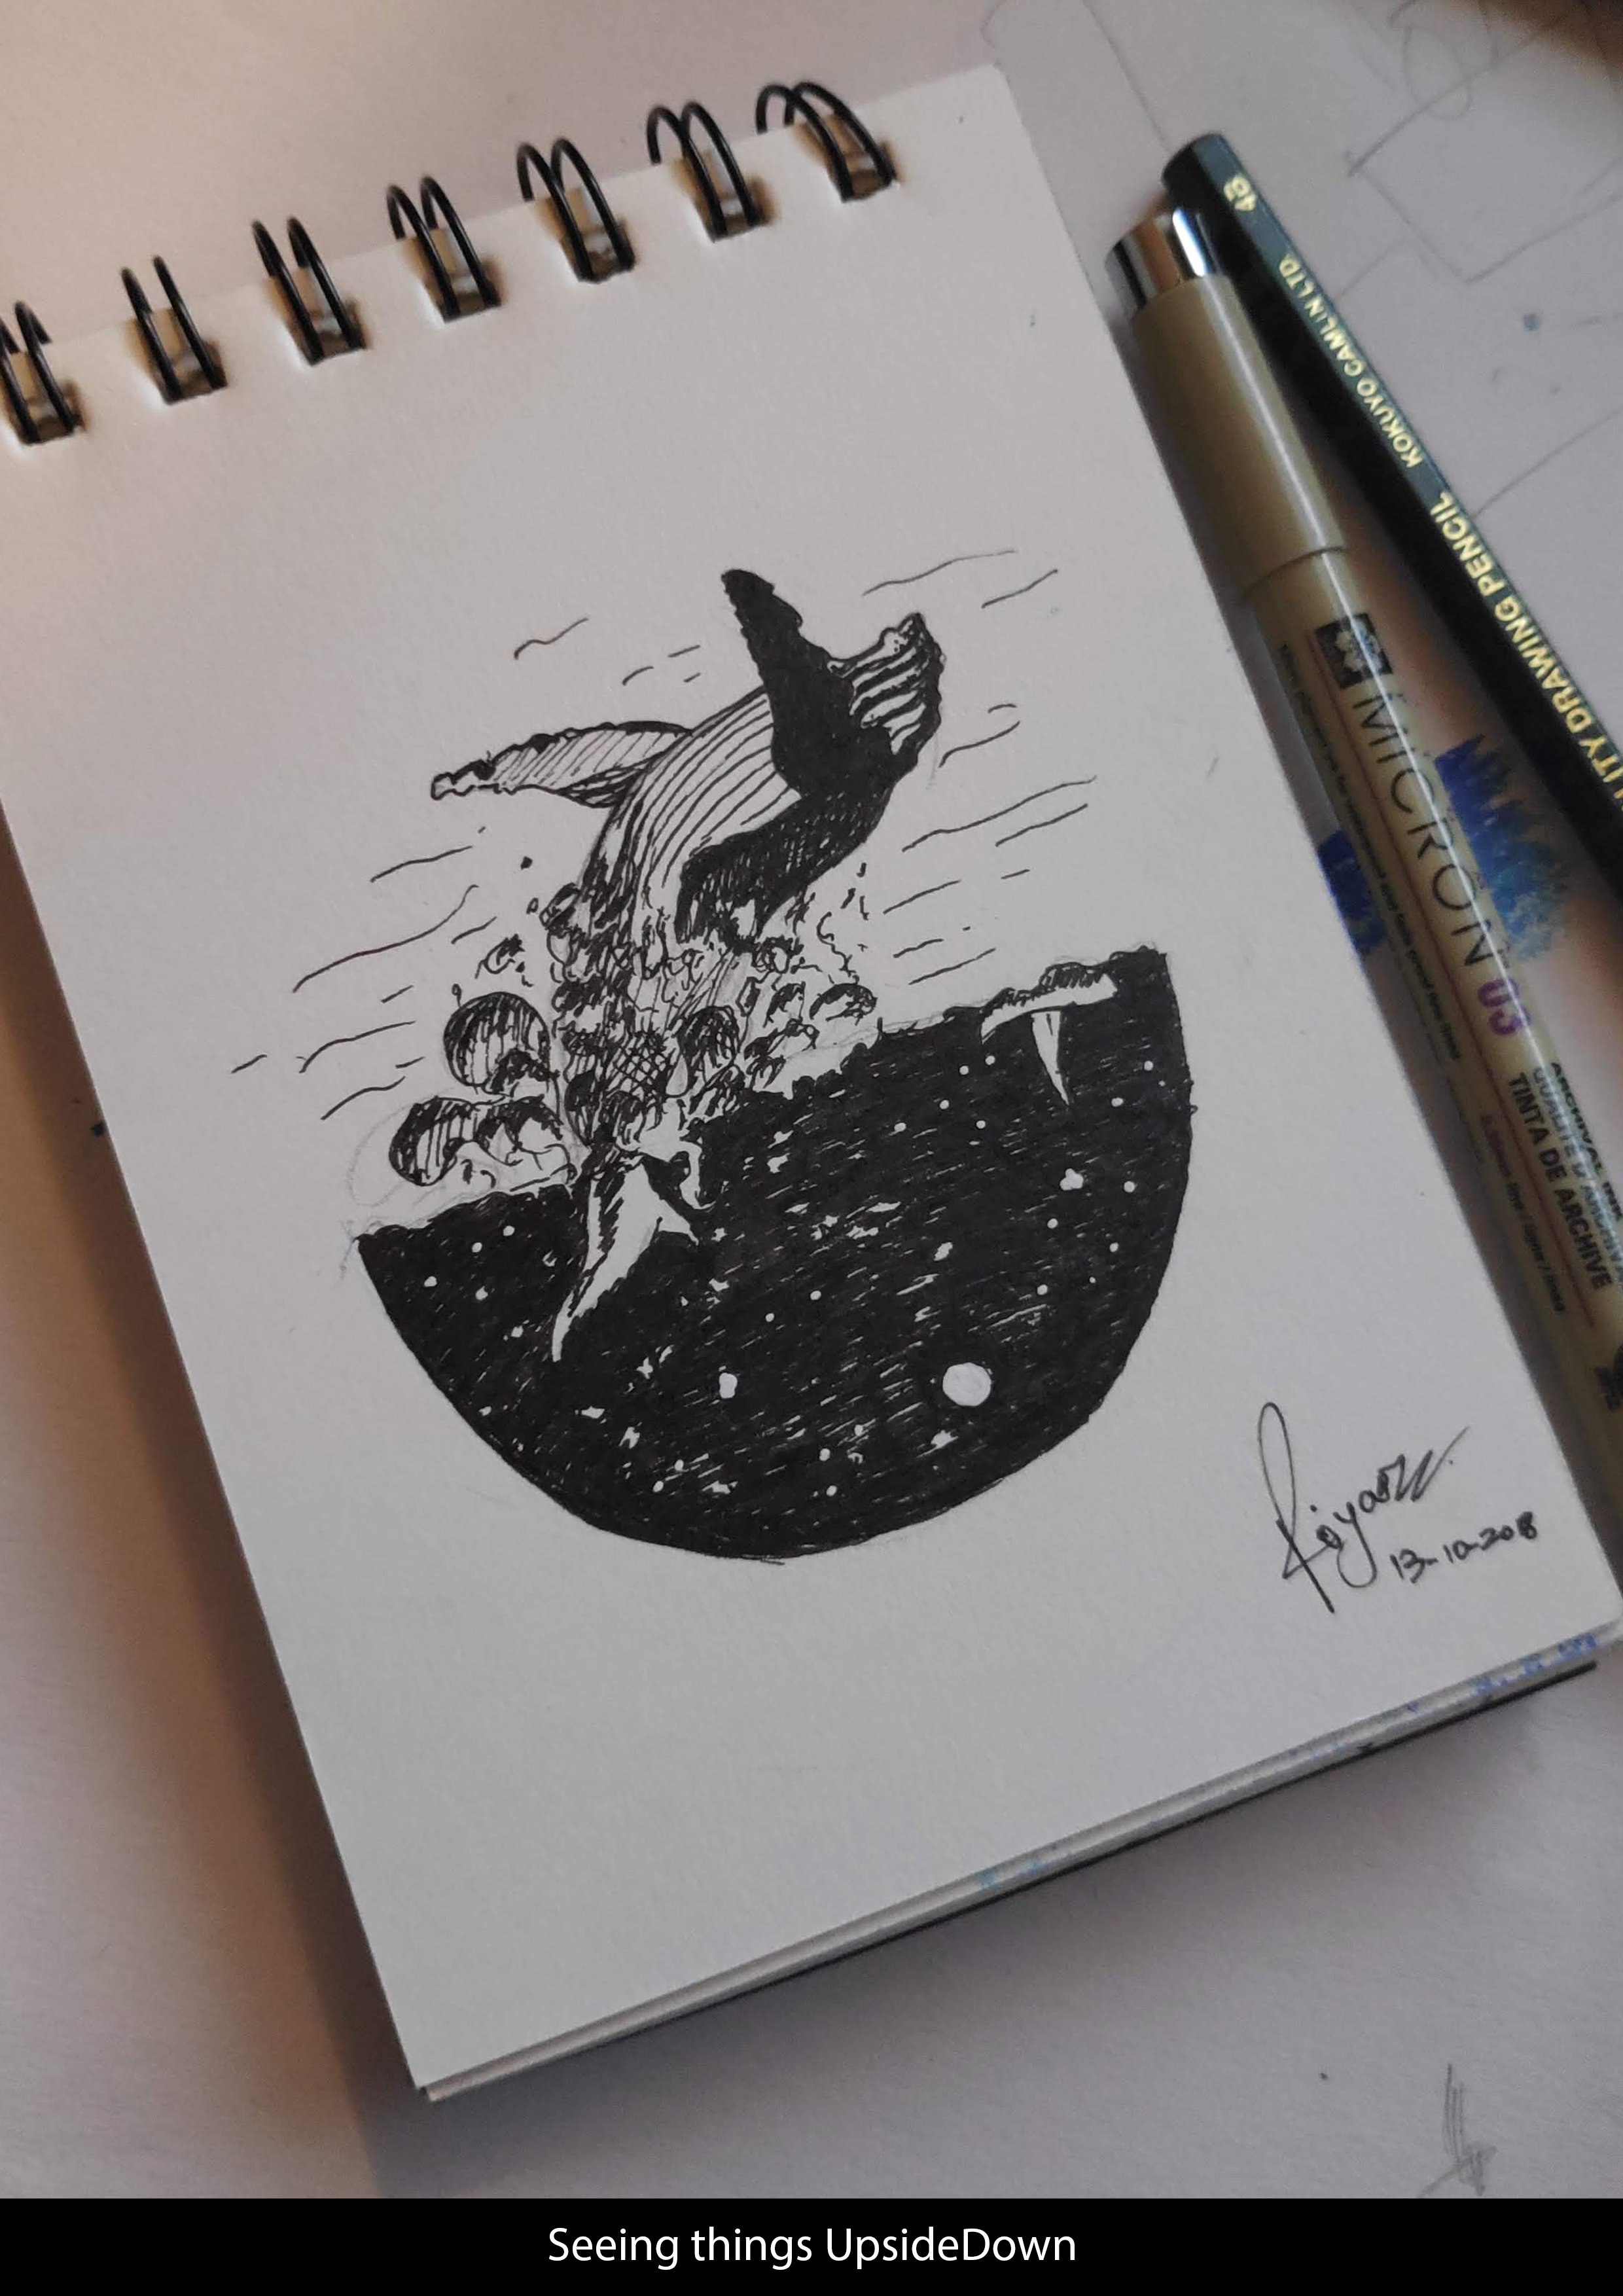 4B
KOKUYO CAMLIN LTD.
DRAWING PENCIL
MICRON 03
TINTA DE ARCHIVE
13-10-2018
Seeing things UpsideDown